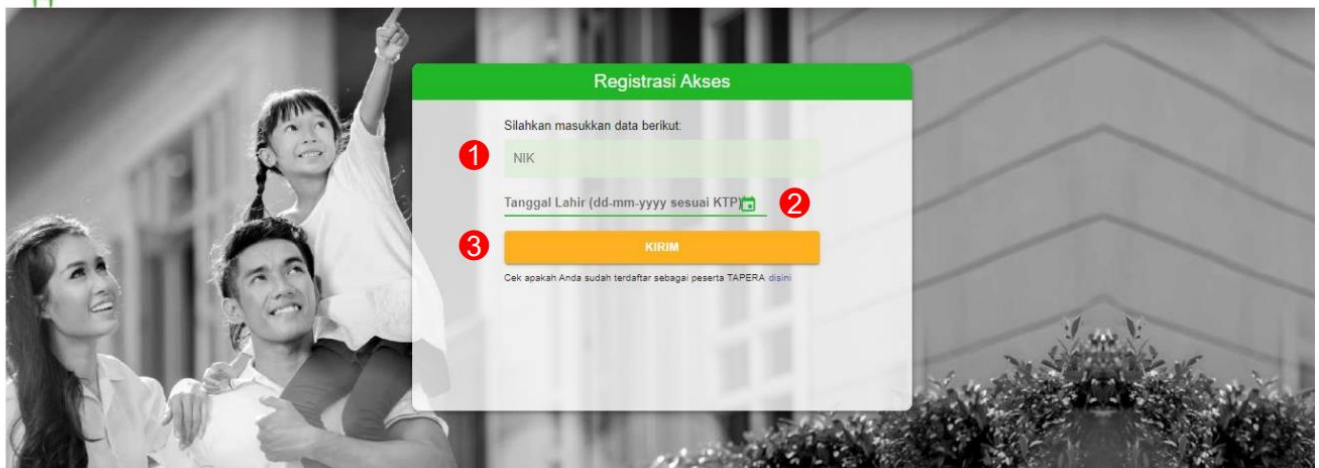 Registrasi Akses
Silahkan masukkan data berikut:
1
NIK
Tanggal Lahir (dd-mm-yyyy sesuai KTP)
2
3
KIRIM
Cek apakah Anda sudah terdaftar sebagai peserta TAPERA disini